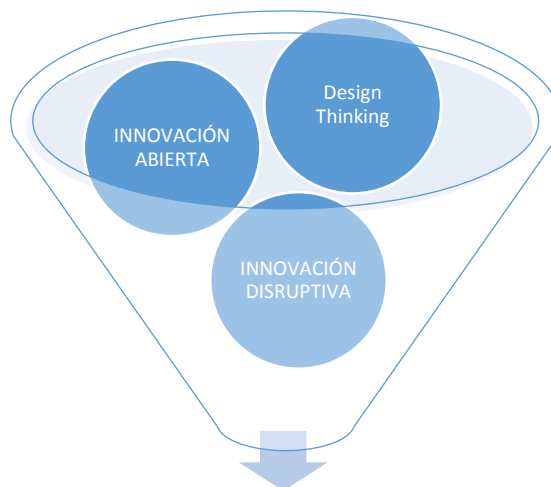 Design
Thinking
INNOVACIÓN
ABIERTA
INNOVACIÓN
DISRUPTIVA